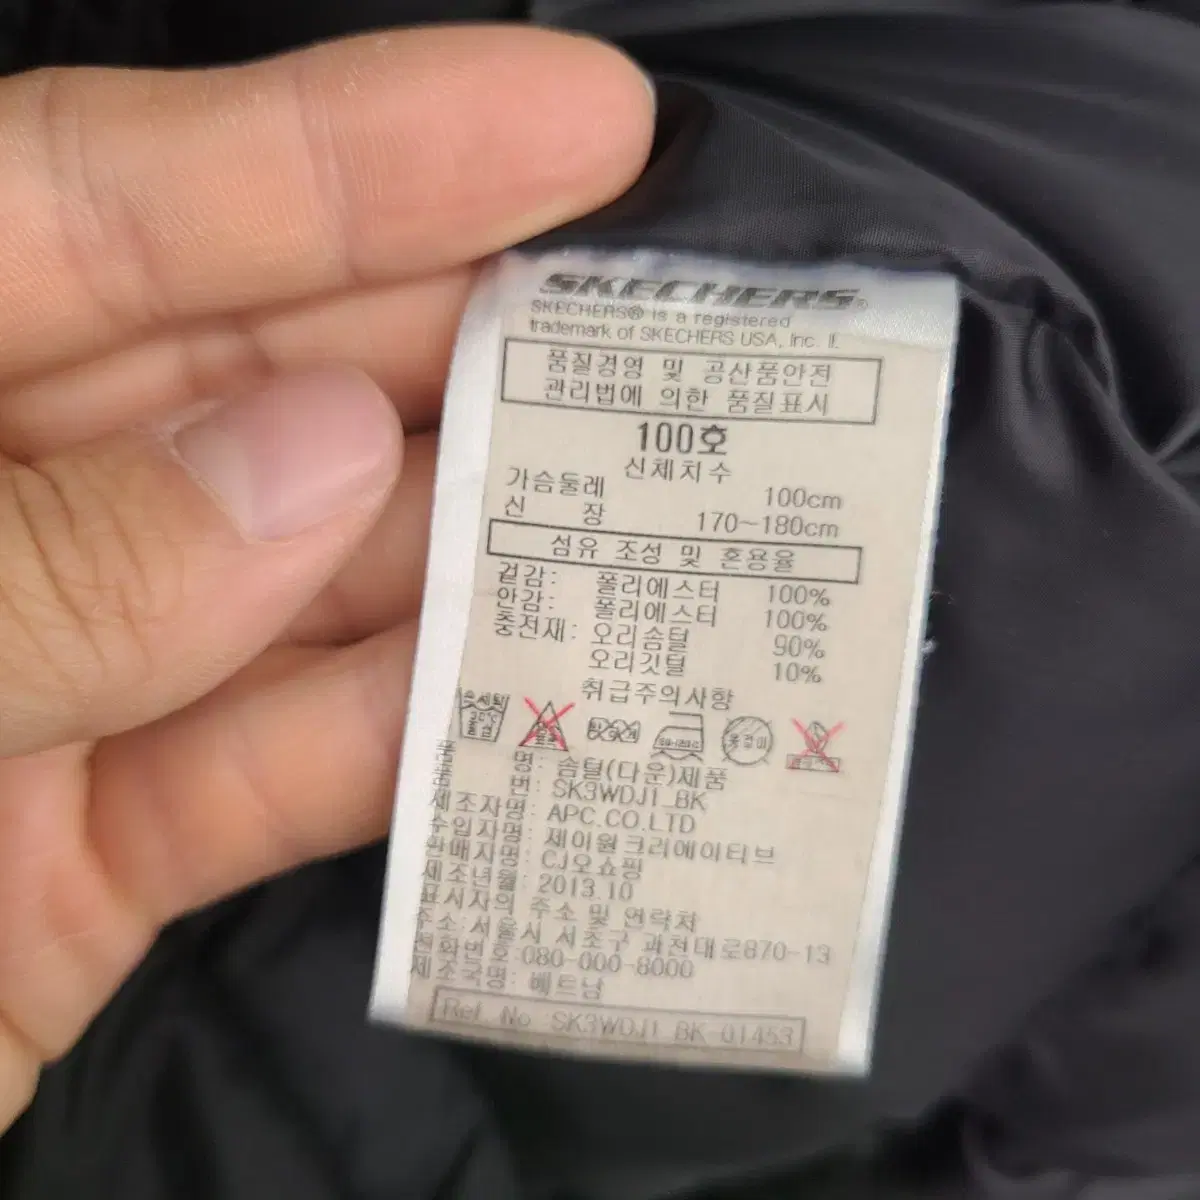 SKECHERS®
SKECHERS® is a registered
trademark of SKECHERS USA, Inc. II.
품질경영 및 공산품안전
관리법에 의한 품질표시
100호
신체치수
가슴둘레 100cm
신 장 170~180cm
섬유 조성 및 혼용율
겉감: 폴리에스터 100%
안감: 폴리에스터 100%
충전재: 오리솜털 90%
오리깃털 10%
취급주의사항
품 명: 솜털(다운)제품
품 번: SK3WDJ1_BK
제조자명: APC.CO.LTD
수입자명: 제이원크리에이티브
판매자명: CJ오쇼핑
제조년월: 2013.10
표시자의 주소 및 연락처
주소:서울시 서초구 과천대로870-13
전화번호:080-000-8000
제조국명: 베트남
Ref. No SK3WDJ1_BK-01453